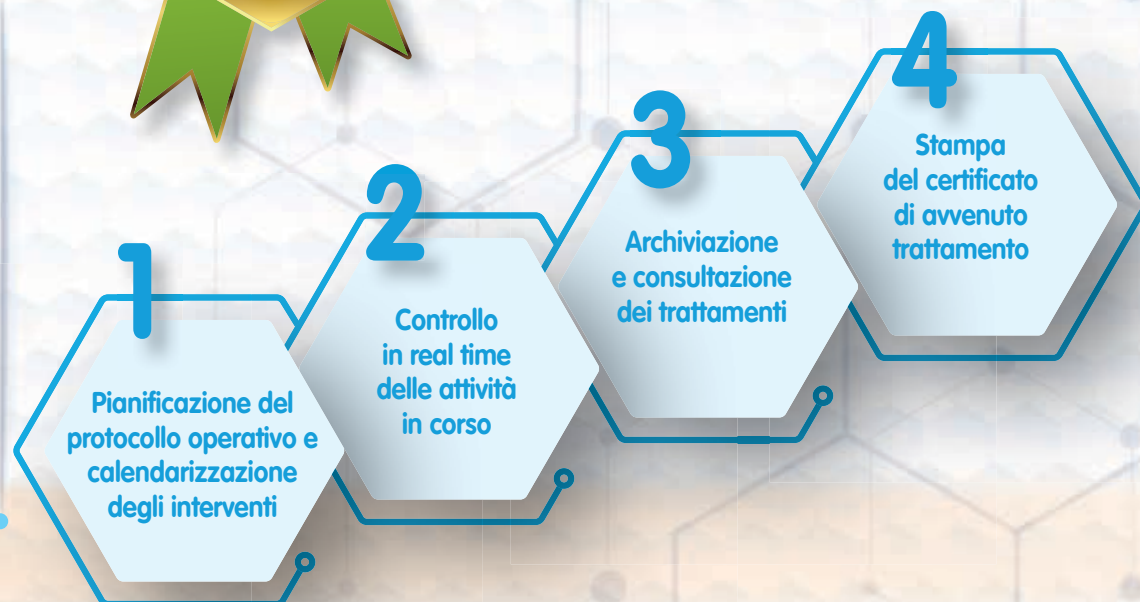 1
Pianificazione del
protocollo operativo e
calendarizzazione
degli interventi
2
Controllo
in real time
delle attività
in corso
3
Archiviazione
e consultazione
dei trattamenti
4
Stampa
del certificato
di avvenuto
trattamento